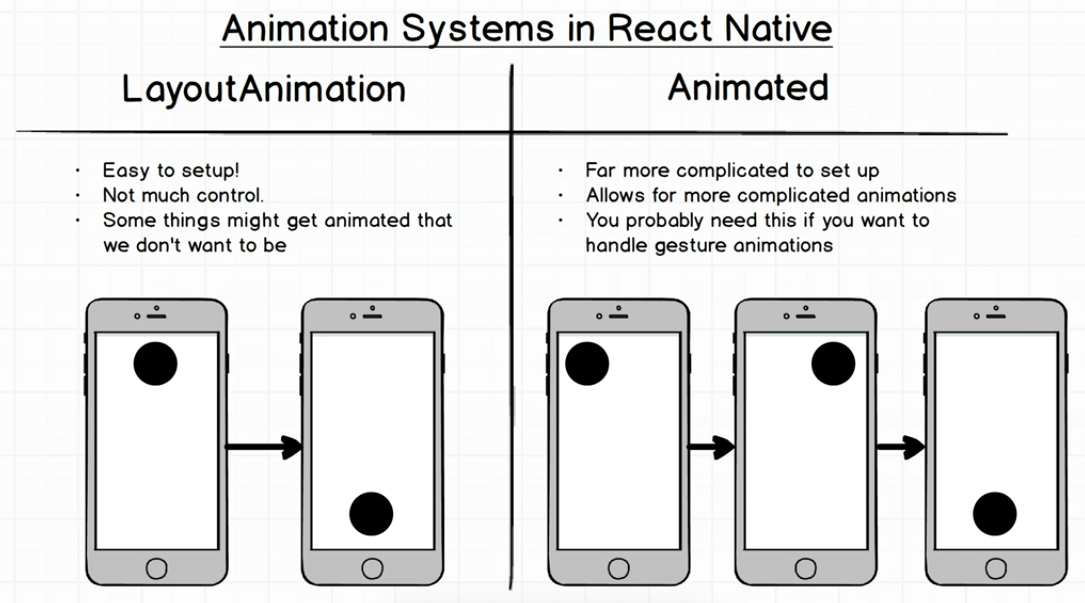 Animation Systems in React Native
LayoutAnimation
· Easy to setup!
· Not much control.
· Some things might get animated that
we don't want to be
Animated
· Far more complicated to set up
· Allows for more complicated animations
· You probably need this if you want to
handle gesture animations